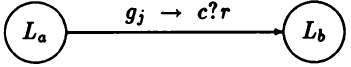 g_j → c?r
L_a
L_b